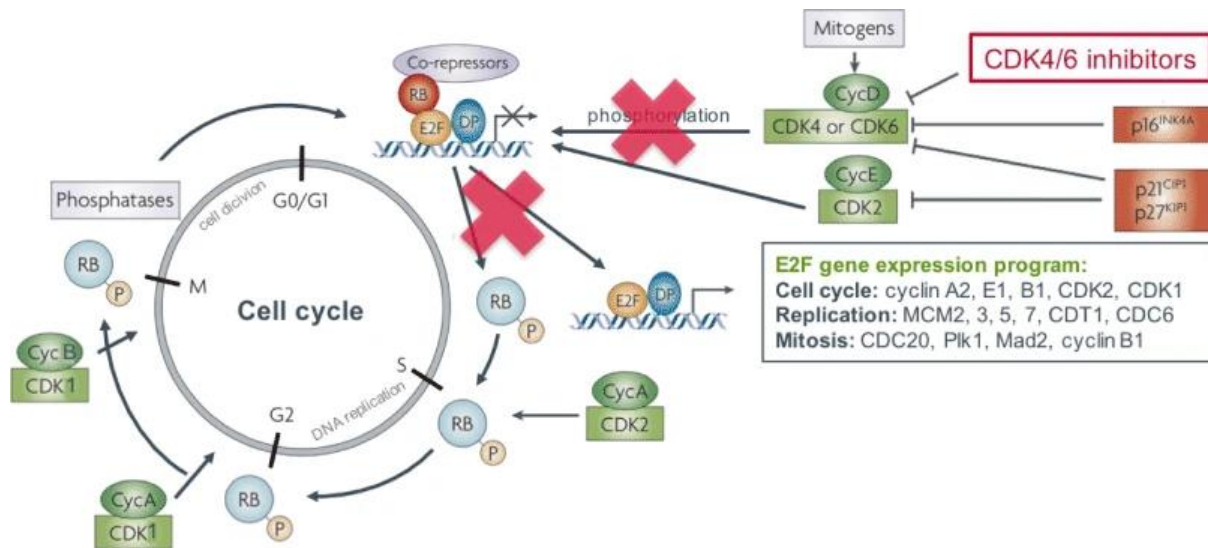 Mitogens
CDK4/6 inhibitors
Co-repressors
RB
E2F
DP
phosphorylation
CycD
CDK4 or CDK6
p16INK4A
CycE
CDK2
p21CIP1
p27KIP1
Phosphatases
cell dicivion
G0/G1
RB
P
M
Cell cycle
RB
P
E2F
DP
E2F gene expression program:
Cell cycle: cyclin A2, E1, B1, CDK2, CDK1
Replication: MCM2, 3, 5, 7, CDT1, CDC6
Mitosis: CDC20, Plk1, Mad2, cyclin B1
CycB
CDK1
S
G2
DNA replication
RB
P
CycA
CDK2
CycA
CDK1
RB
P